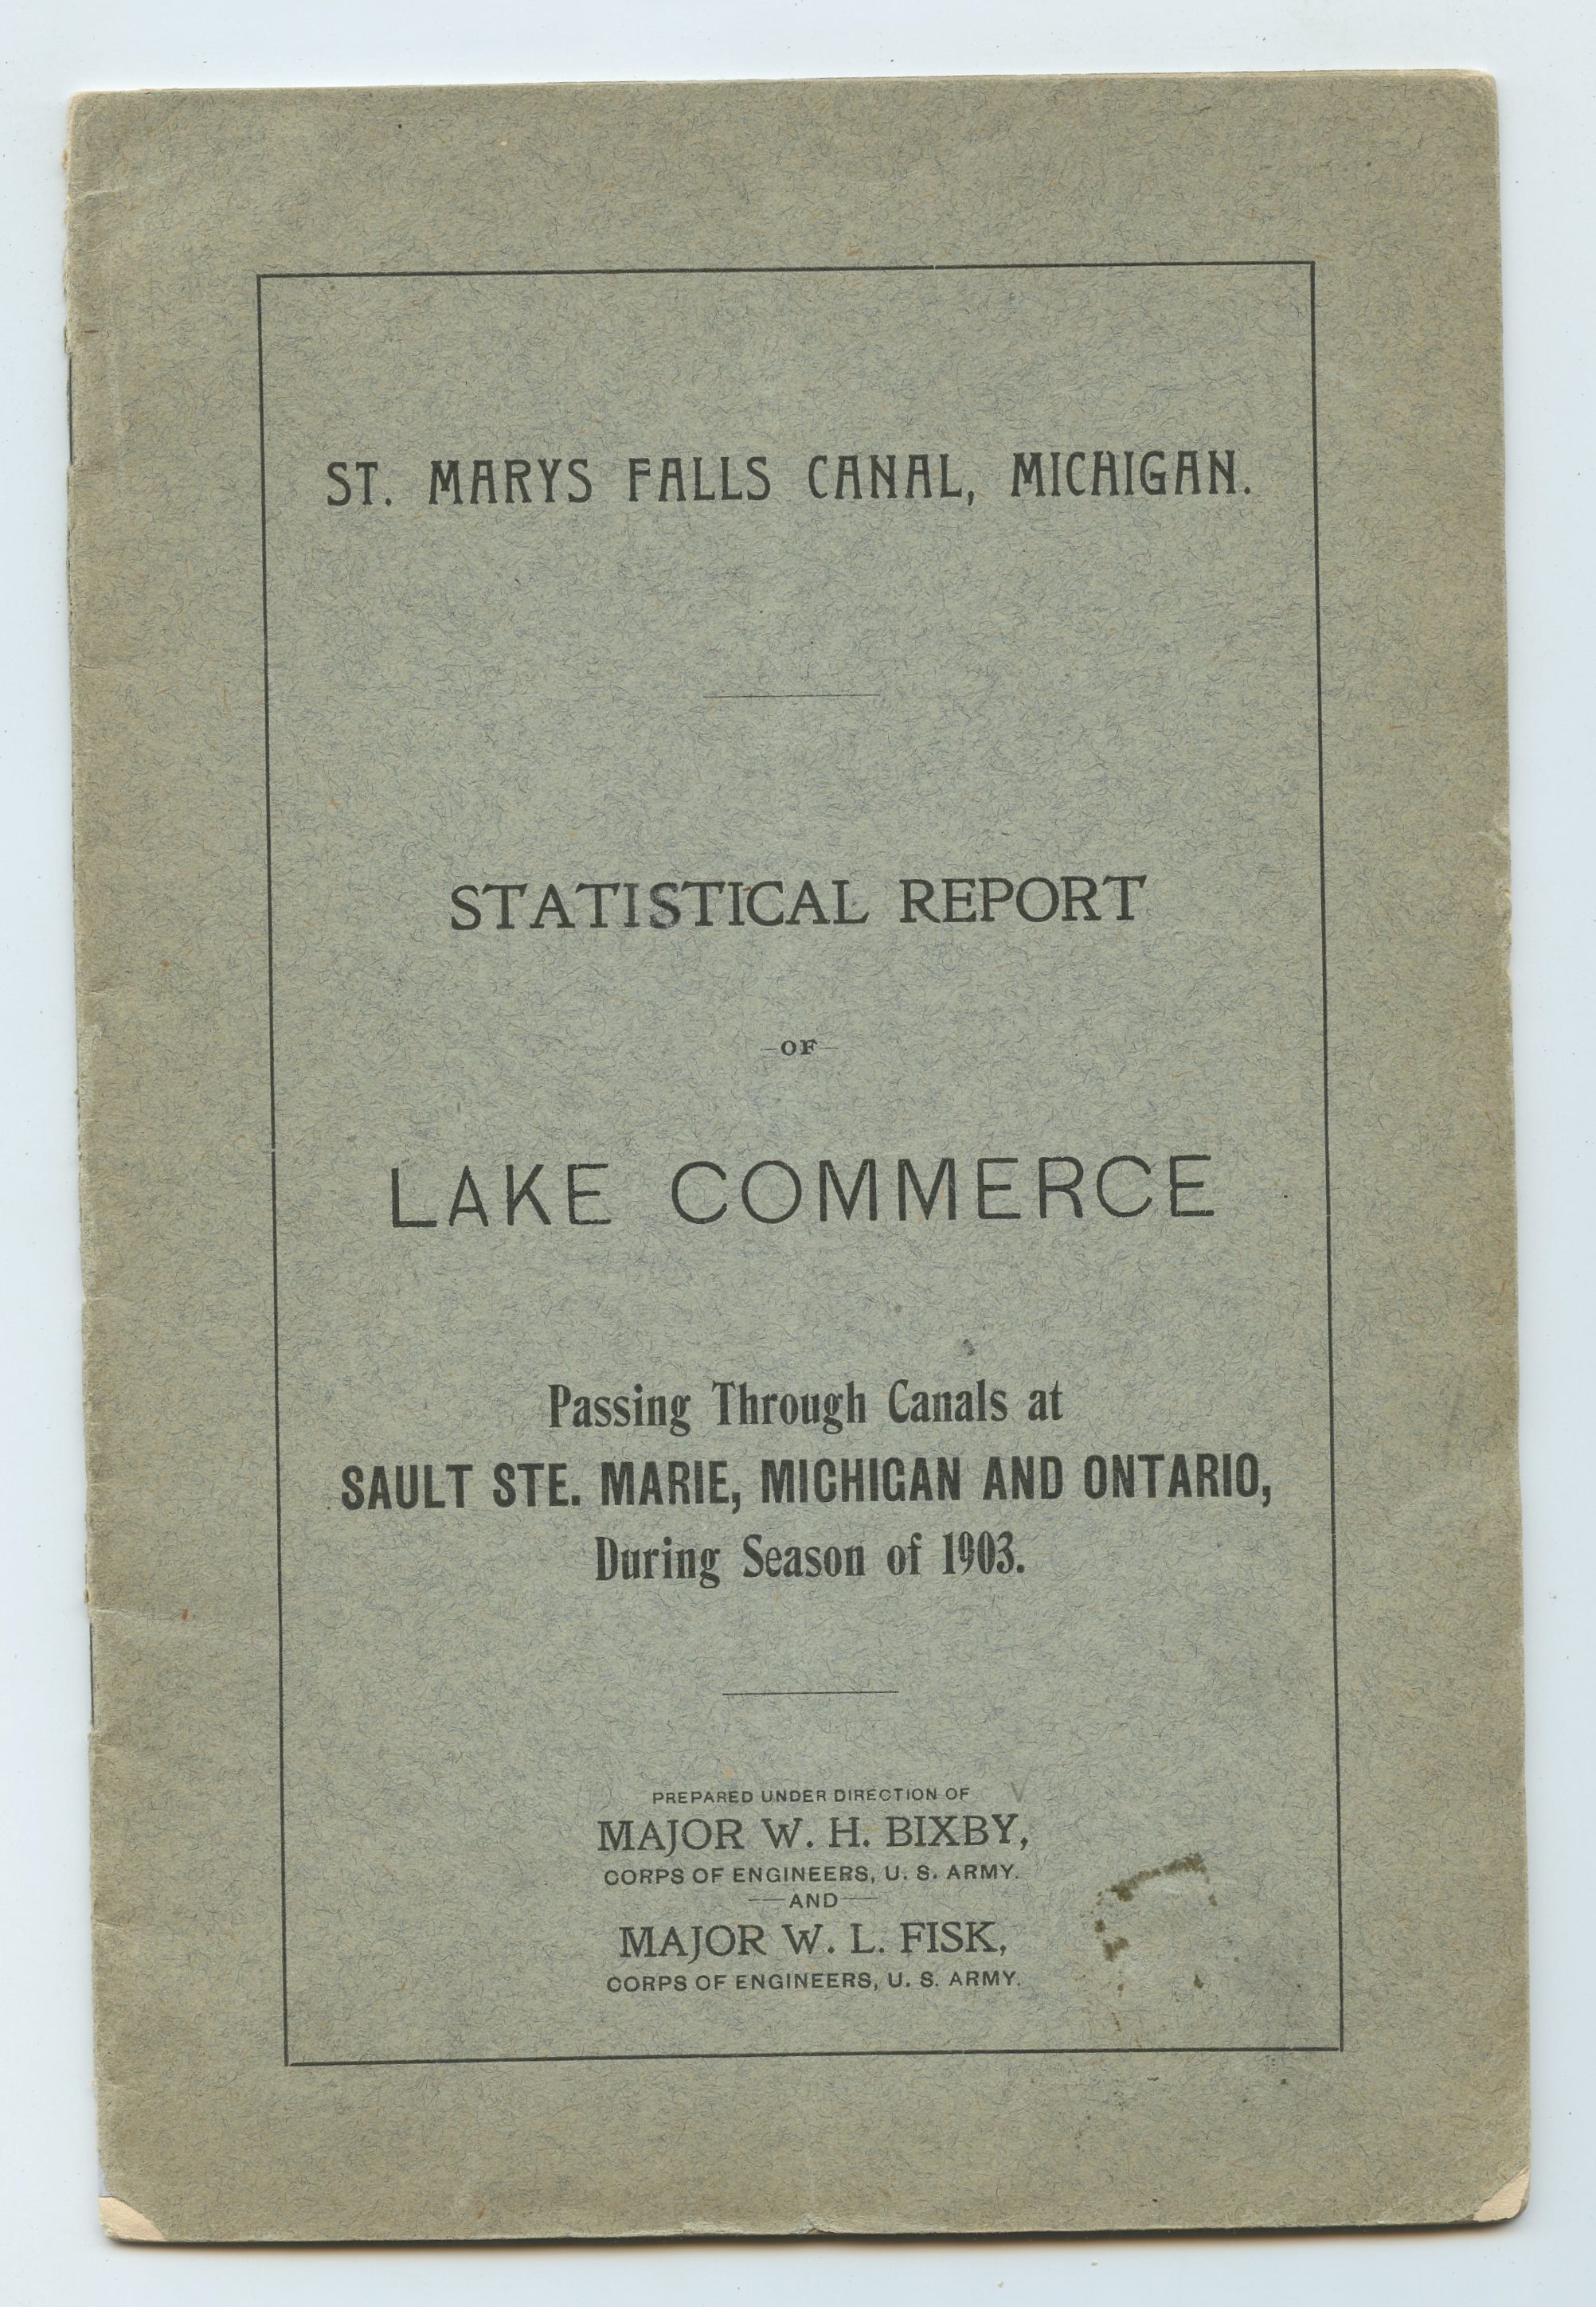 ST. MARYS FALLS CANAL, MICHIGAN.
STATISTICAL REPORT
—OF—
LAKE COMMERCE
Passing Through Canals at
SAULT STE. MARIE, MICHIGAN AND ONTARIO,
During Season of 1903.
PREPARED UNDER DIRECTION OF
MAJOR W. H. BIXBY,
CORPS OF ENGINEERS, U. S. ARMY.
—AND—
MAJOR W. L. FISK,
CORPS OF ENGINEERS, U. S. ARMY.